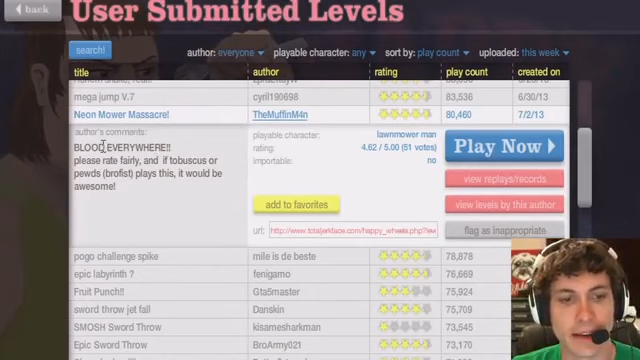 back
User Submitted Levels
search!
author: everyone
playable character: any
sort by: play count
uploaded: this week
title
author
rating
play count
created on
mega jump V.7
cyril190698
83,536
6/30/13
Neon Mower Massacre!
TheMuffinM4n
80,460
7/2/13
author's comments:
BLOOD EVERYWHERE!!
please rate fairly, and if tobuscus or
pewds (brofist) plays this, it would be
awesome!
playable character:
lawnmower man
rating:
4.62 / 5.00 (51 votes)
importable:
no
Play Now
view replays/records
add to favorites
view levels by this author
url:
http://www.totaljerkface.com/happy_wheels.php?lev
flag as inappropriate
pogo challenge spike
mile is de beste
78,878
epic labyrinth ?
fenigamo
76,669
Fruit Punch!!
Gta5master
75,924
sword throw jet fall
Danskin
75,709
SMOSH Sword Throw
kisamesharkman
73,545
Epic Sword Throw
BroArmy021
73,170